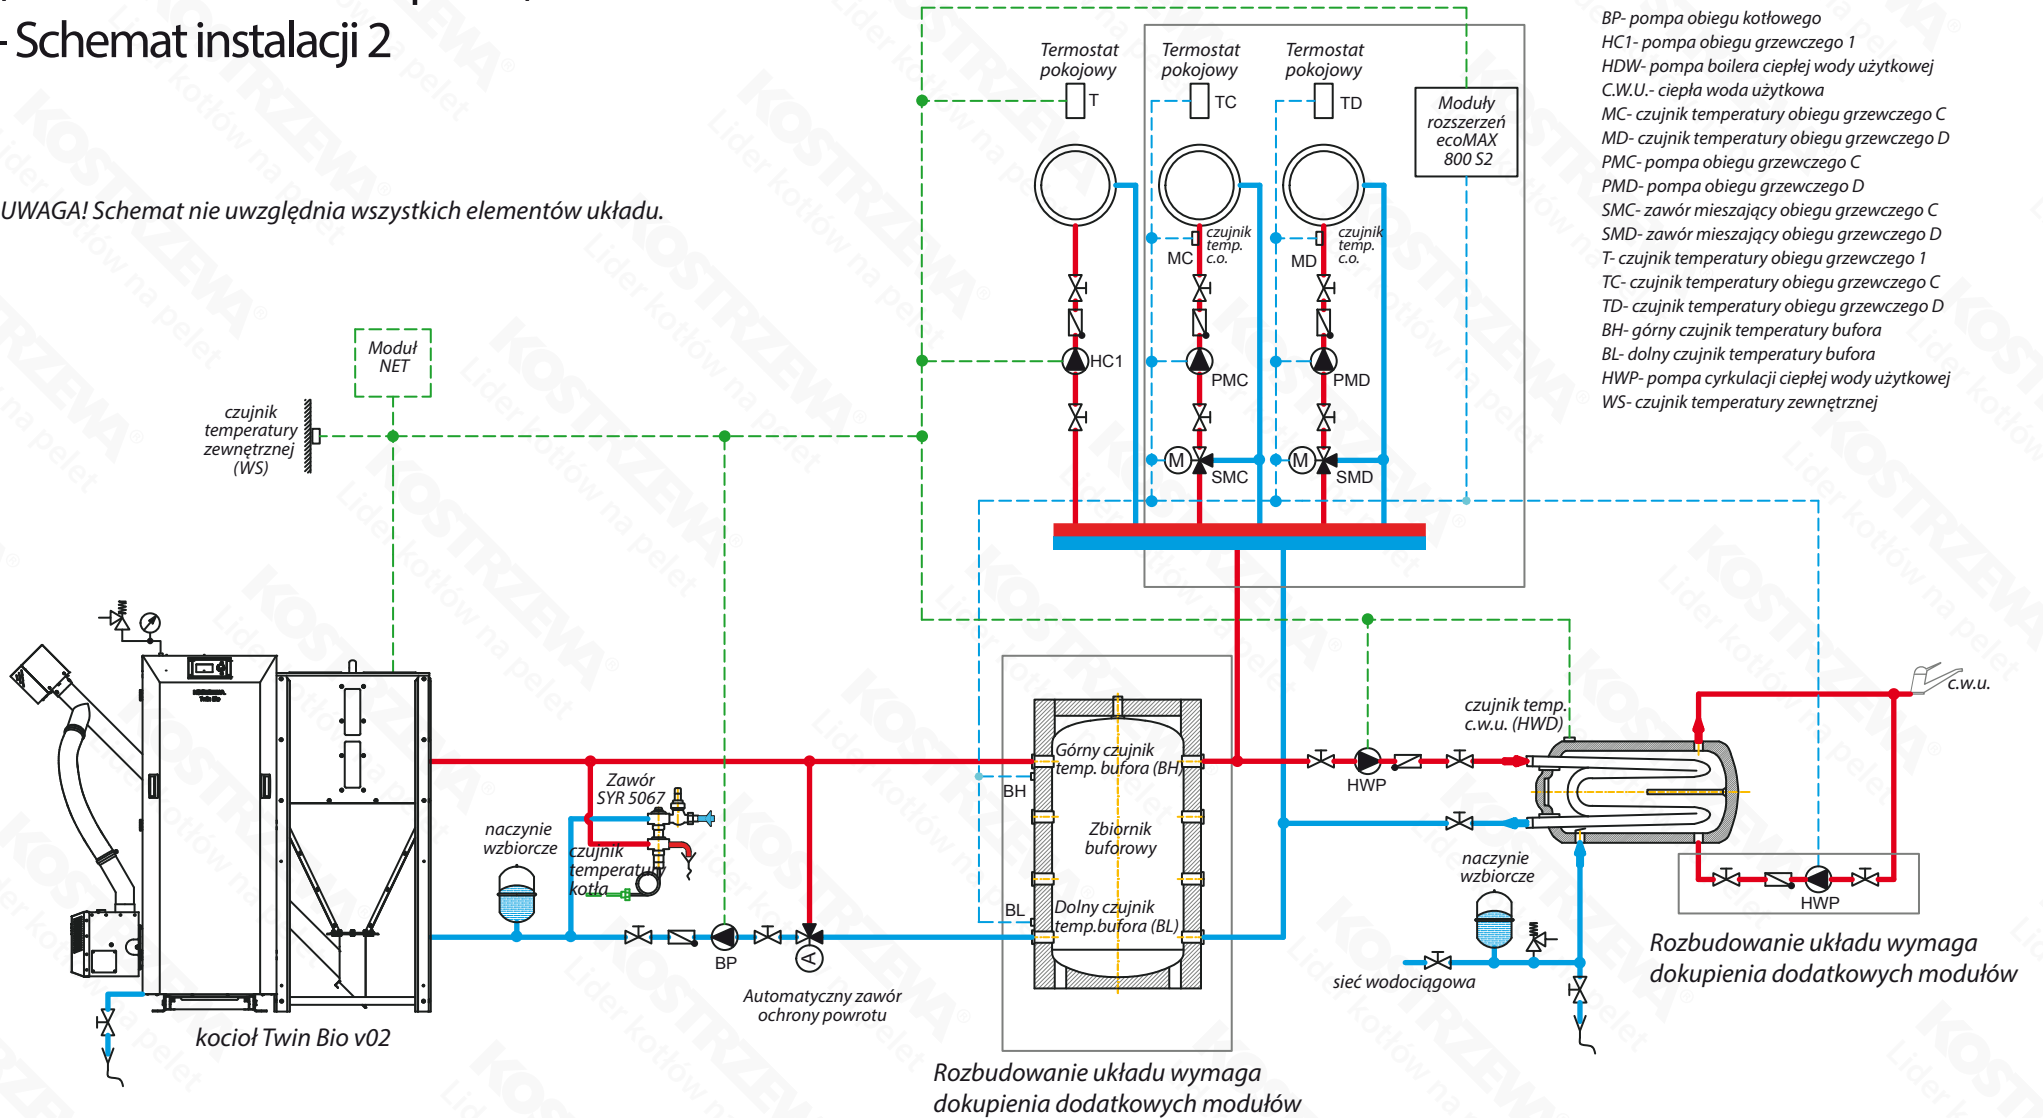 - Schemat instalacji 2
UWAGA! Schemat nie uwzględnia wszystkich elementów układu.
BP- pompa obiegu kotłowego
HC1- pompa obiegu grzewczego 1
HDW- pompa boilera ciepłej wody użytkowej
C.W.U.- ciepła woda użytkowa
MC- czujnik temperatury obiegu grzewczego C
MD- czujnik temperatury obiegu grzewczego D
PMC- pompa obiegu grzewczego C
PMD- pompa obiegu grzewczego D
SMC- zawór mieszający obiegu grzewczego C
SMD- zawór mieszający obiegu grzewczego D
T- czujnik temperatury obiegu grzewczego 1
TC- czujnik temperatury obiegu grzewczego C
TD- czujnik temperatury obiegu grzewczego D
BH- górny czujnik temperatury bufora
BL- dolny czujnik temperatury bufora
HWP- pompa cyrkulacji ciepłej wody użytkowej
WS- czujnik temperatury zewnętrznej
Termostat
pokojowy
T
Termostat
pokojowy
TC
Termostat
pokojowy
TD
Moduły
rozszerzeń
ecoMAX
800 S2
czujnik
temp.
c.o.
MC
czujnik
temp.
c.o.
MD
HC1
PMC
PMD
M
SMC
M
SMD
Moduł
NET
czujnik
temperatury
zewnętrznej
(WS)
kocioł Twin Bio v02
naczynie
wzbiorcze
Zawór
SYR 5067
czujnik
temperatury
kotła
BP
A
Automatyczny zawór
ochrony powrotu
BH
Górny czujnik
temp. bufora (BH)
Zbiornik
buforowy
BL
Dolny czujnik
temp.bufora (BL)
Rozbudowanie układu wymaga
dokupienia dodatkowych modułów
HWP
czujnik temp.
c.w.u. (HWD)
c.w.u.
naczynie
wzbiorcze
sieć wodociągowa
HWP
Rozbudowanie układu wymaga
dokupienia dodatkowych modułów
KOSTRZEWA®
Lider kotłów na pelet